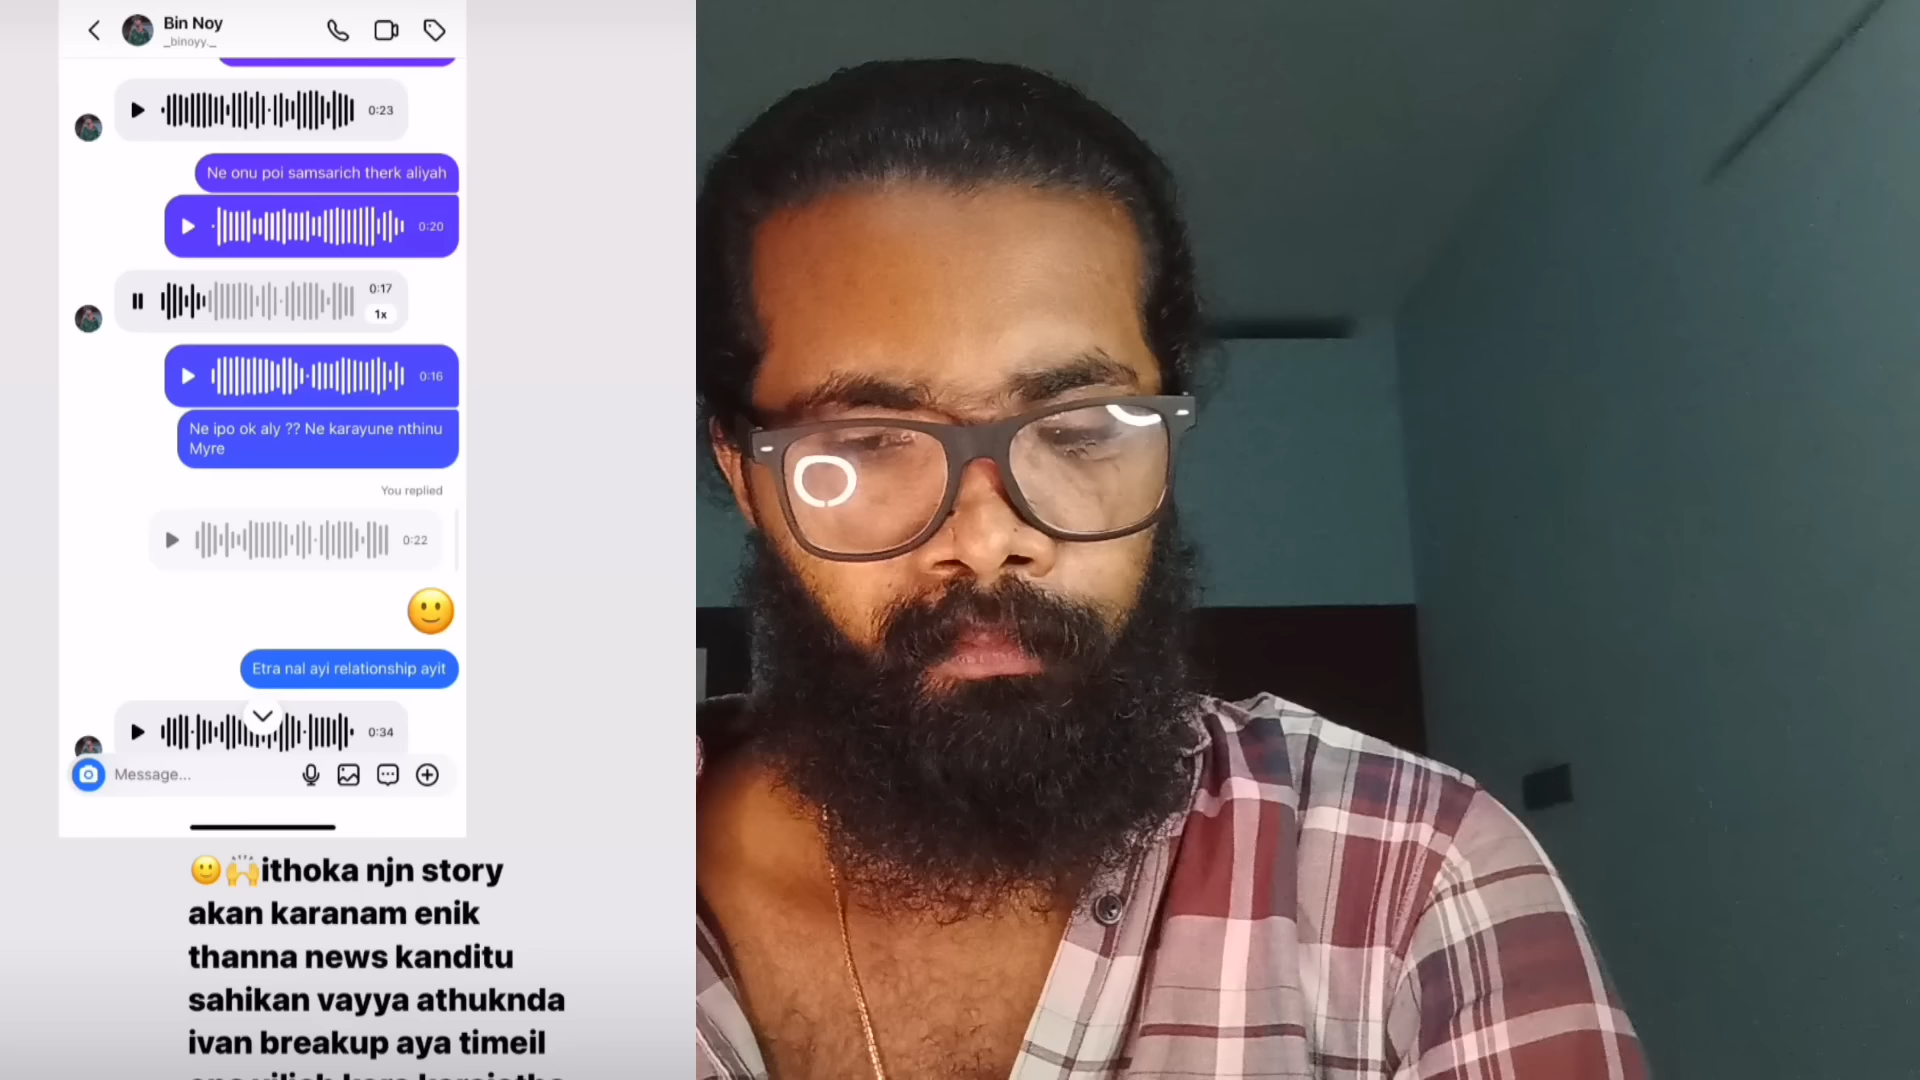 Bin Noy
_binoyy._
0:23
Ne onu poi samsarich therk aliyah
0:20
0:17
1x
0:16
Ne ipo ok aly ?? Ne karayune nthinu
Myre
You replied
0:22
Etra nal ayi relationship ayit
0:34
Message...
🙂🙌ithoka njn story
akan karanam enik
thanna news kanditu
sahikan vayya athuknda
ivan breakup aya timeil